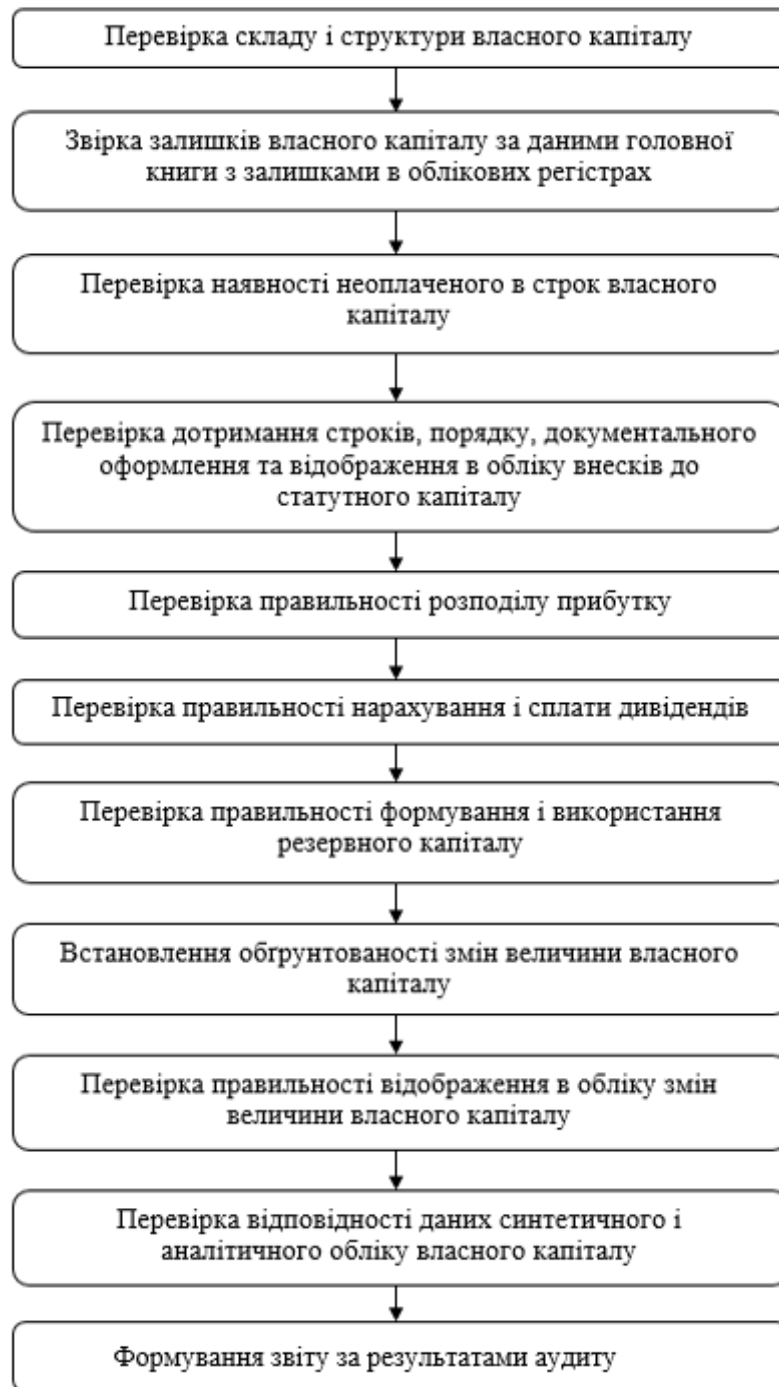 Перевірка складу і структури власного капіталу
Звірка залишків власного капіталу за даними головної
книги з залишками в облікових регістрах
Перевірка наявності неоплаченого в строк власного
капіталу
Перевірка дотримання строків, порядку, документального
оформлення та відображення в обліку внесків до
статутного капіталу
Перевірка правильності розподілу прибутку
Перевірка правильності нарахування і сплати дивідендів
Перевірка правильності формування і використання
резервного капіталу
Встановлення обґрунтованості змін величини власного
капіталу
Перевірка правильності відображення в обліку змін
величини власного капіталу
Перевірка відповідності даних синтетичного і
аналітичного обліку власного капіталу
Формування звіту за результатами аудиту